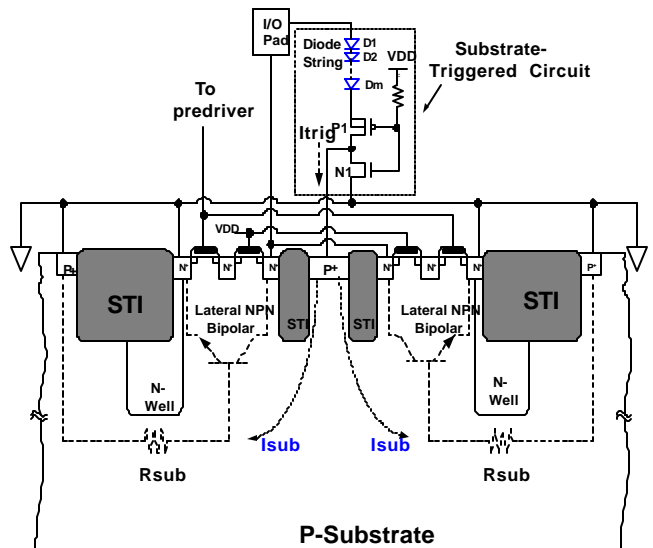 I/O
Pad
Diode
String
D1
D2
Dm
VDD
Substrate-
Triggered Circuit
To
predriver
Itrig
P1
N1
VDD
P+
STI
N+
N+
N+
STI
P+
STI
N+
N+
N+
STI
P+
Lateral NPN
Bipolar
Lateral NPN
Bipolar
N-
Well
N-
Well
Isub
Isub
Rsub
Rsub
P-Substrate